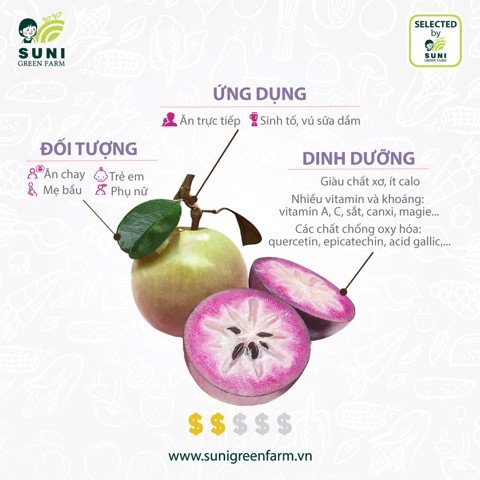 SUNI
GREEN FARM
SELECTED
by
SUNI
GREEN FARM
ỨNG DỤNG
Ăn trực tiếp Sinh tố, vú sữa dầm
ĐỐI TƯỢNG
Ăn chay Trẻ em
Mẹ bầu Phụ nữ
DINH DƯỠNG
Giàu chất xơ, ít calo
Nhiều vitamin và khoáng:
vitamin A, C, sắt, canxi, magie...
Các chất chống oxy hóa:
quercetin, epicatechin, acid gallic,...
$ $ $ $ $
www.sunigreenfarm.vn